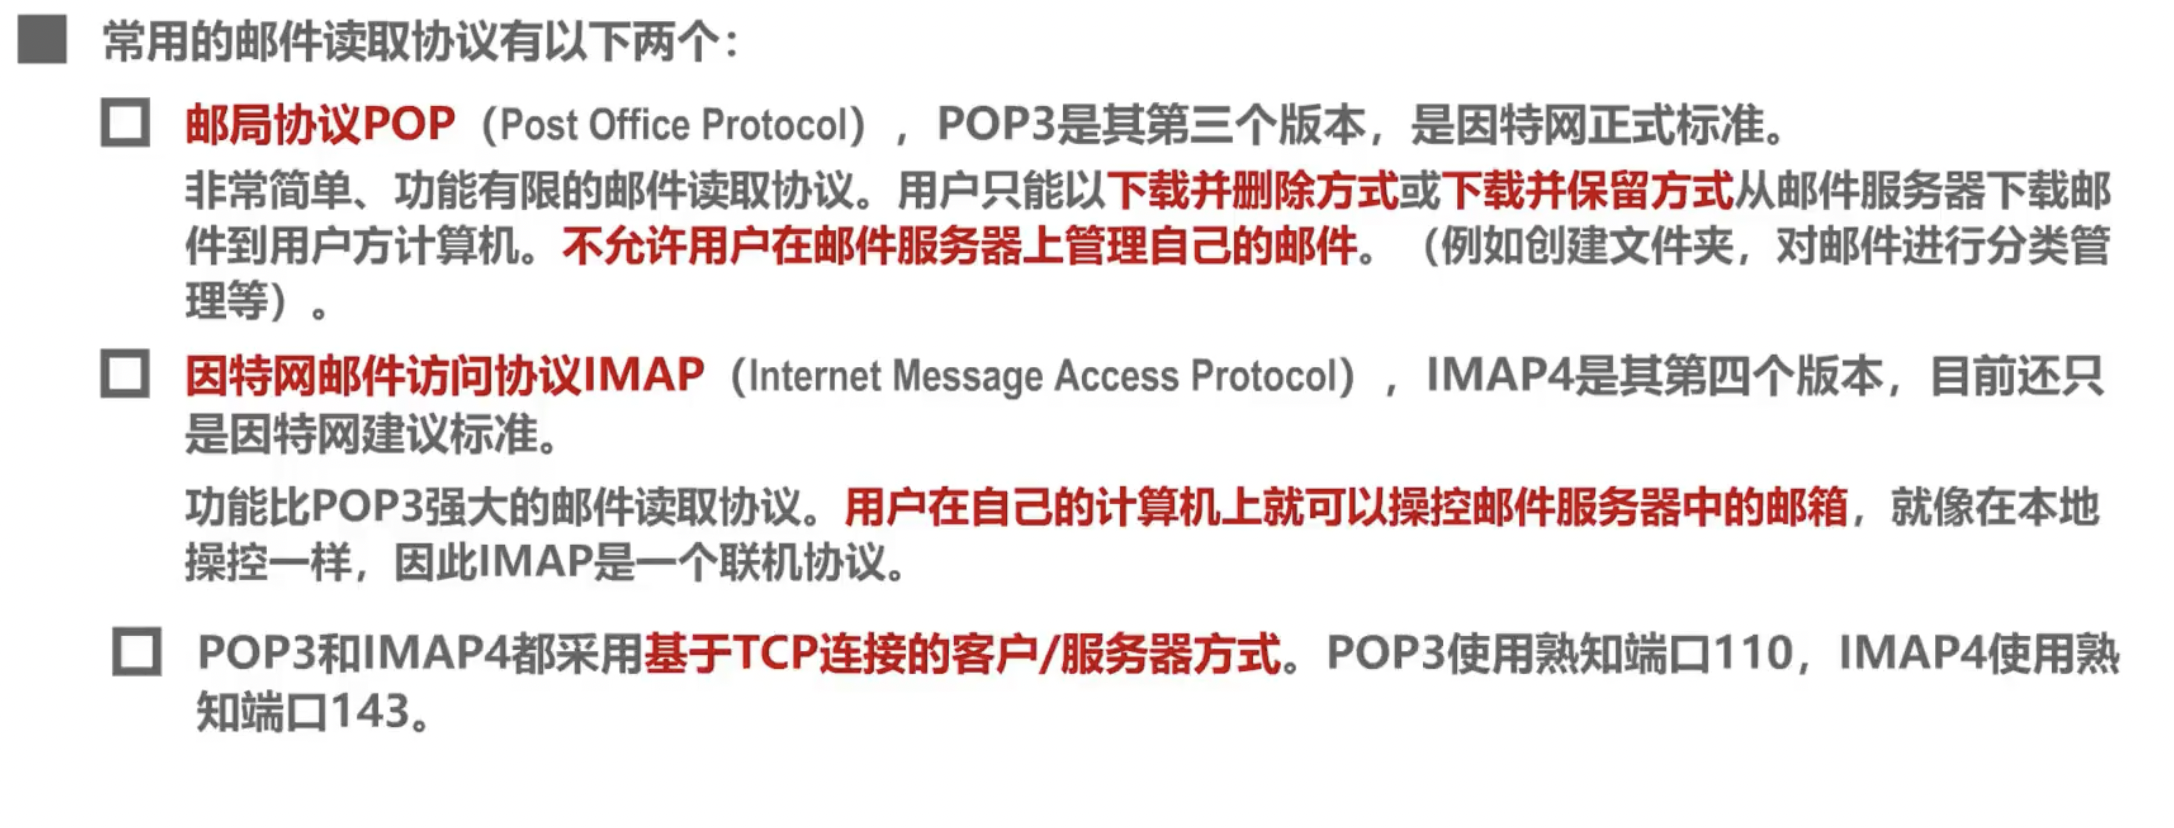 常用的邮件读取协议有以下两个：
邮局协议POP（Post Office Protocol），POP3是其第三个版本，是因特网正式标准。
非常简单、功能有限的邮件读取协议。用户只能以下载并删除方式或下载并保留方式从邮件服务器下载邮
件到用户方计算机。不允许用户在邮件服务器上管理自己的邮件。（例如创建文件夹，对邮件进行分类管
理等）。
因特网邮件访问协议IMAP（Internet Message Access Protocol），IMAP4是其第四个版本，目前还只
是因特网建议标准。
功能比POP3强大的邮件读取协议。用户在自己的计算机上就可以操控邮件服务器中的邮箱，就像在本地
操控一样，因此IMAP是一个联机协议。
POP3和IMAP4都采用基于TCP连接的客户/服务器方式。POP3使用熟知端口110，IMAP4使用熟
知端口143。